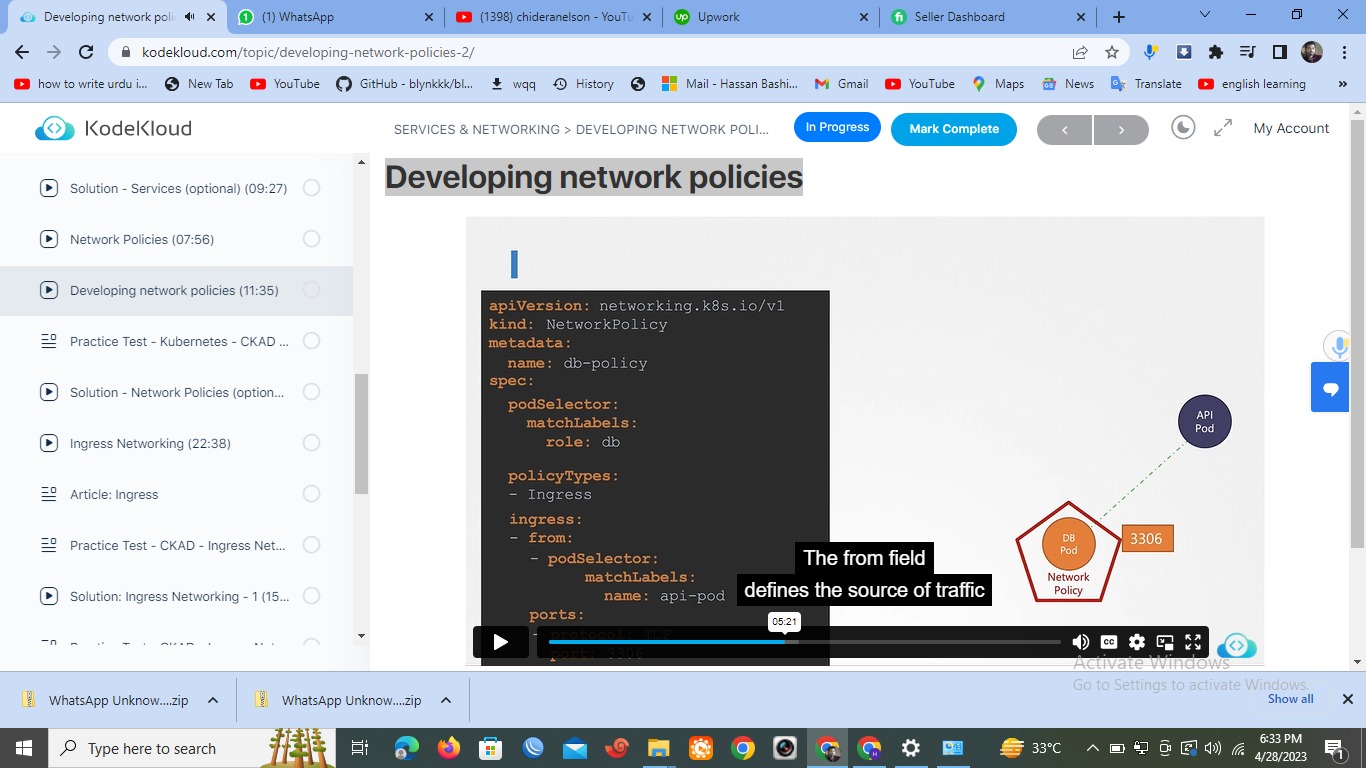 Developing network poli
(1) WhatsApp
(1398) chideranelson - YouTu
Upwork
Seller Dashboard
kodekloud.com/topic/developing-network-policies-2/
how to write urdu i...
New Tab
YouTube
GitHub - blynkkk/bl...
wqq
History
Mail - Hassan Bashi...
Gmail
YouTube
Maps
News
Translate
english learning
»
KodeKloud
SERVICES & NETWORKING > DEVELOPING NETWORK POLI...
In Progress
Mark Complete
My Account
Solution - Services (optional) (09:27)
Network Policies (07:56)
Developing network policies (11:35)
Practice Test - Kubernetes - CKAD ...
Solution - Network Policies (option...
Ingress Networking (22:38)
Article: Ingress
Practice Test - CKAD - Ingress Net...
Solution: Ingress Networking - 1 (15...
Developing network policies
apiVersion: networking.k8s.io/v1
kind: NetworkPolicy
metadata:
name: db-policy
spec:
podSelector:
matchLabels:
role: db
policyTypes:
- Ingress
ingress:
- from:
- podSelector:
matchLabels:
name: api-pod
ports:
- protocol: TCP
port: 3306
API
Pod
DB
Pod
Network
Policy
3306
The from field
defines the source of traffic
05:21
CC
Activate Windows
Go to Settings to activate Windows.
WhatsApp Unknow....zip
WhatsApp Unknow....zip
Show all
Type here to search
33°C
6:33 PM
4/28/2023
1